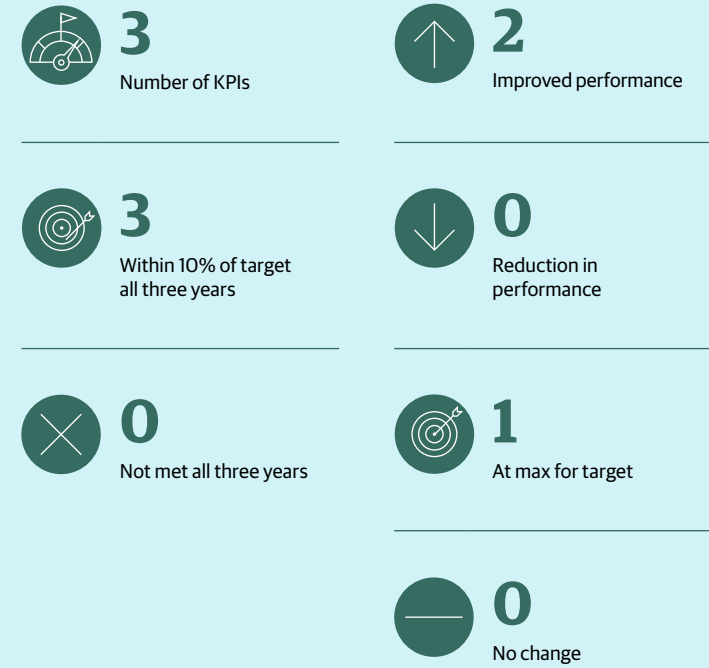 3
Number of KPIs
3
Within 10% of target
all three years
0
Not met all three years
2
Improved performance
0
Reduction in
performance
1
At max for target
0
No change